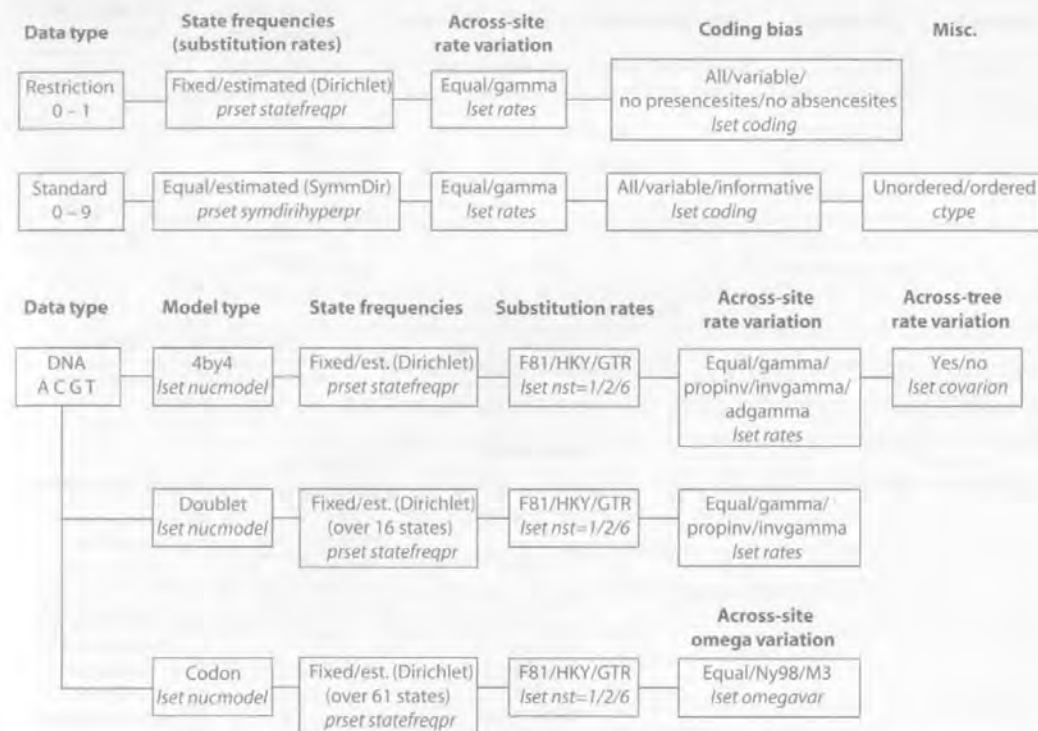 Data type
State frequencies
(substitution rates)
Across-site
rate variation
Coding bias
Misc.
Restriction
0 – 1
Fixed/estimated (Dirichlet)
prset statefreqpr
Equal/gamma
lset rates
All/variable/
no presencesites/no absencesites
lset coding
Standard
0 – 9
Equal/estimated (SymmDir)
prset symdirihyperpr
Equal/gamma
lset rates
All/variable/informative
lset coding
Unordered/ordered
ctype
Data type
Model type
State frequencies
Substitution rates
Across-site
rate variation
Across-tree
rate variation
DNA
A C G T
4by4
lset nucmodel
Fixed/est. (Dirichlet)
prset statefreqpr
F81/HKY/GTR
lset nst=1/2/6
Equal/gamma/
propinv/invgamma/
adgamma
lset rates
Yes/no
lset covarion
Doublet
lset nucmodel
Fixed/est. (Dirichlet)
(over 16 states)
prset statefreqpr
F81/HKY/GTR
lset nst=1/2/6
Equal/gamma/
propinv/invgamma
lset rates
Across-site
omega variation
Codon
lset nucmodel
Fixed/est. (Dirichlet)
(over 61 states)
prset statefreqpr
F81/HKY/GTR
lset nst=1/2/6
Equal/Ny98/M3
lset omegavar